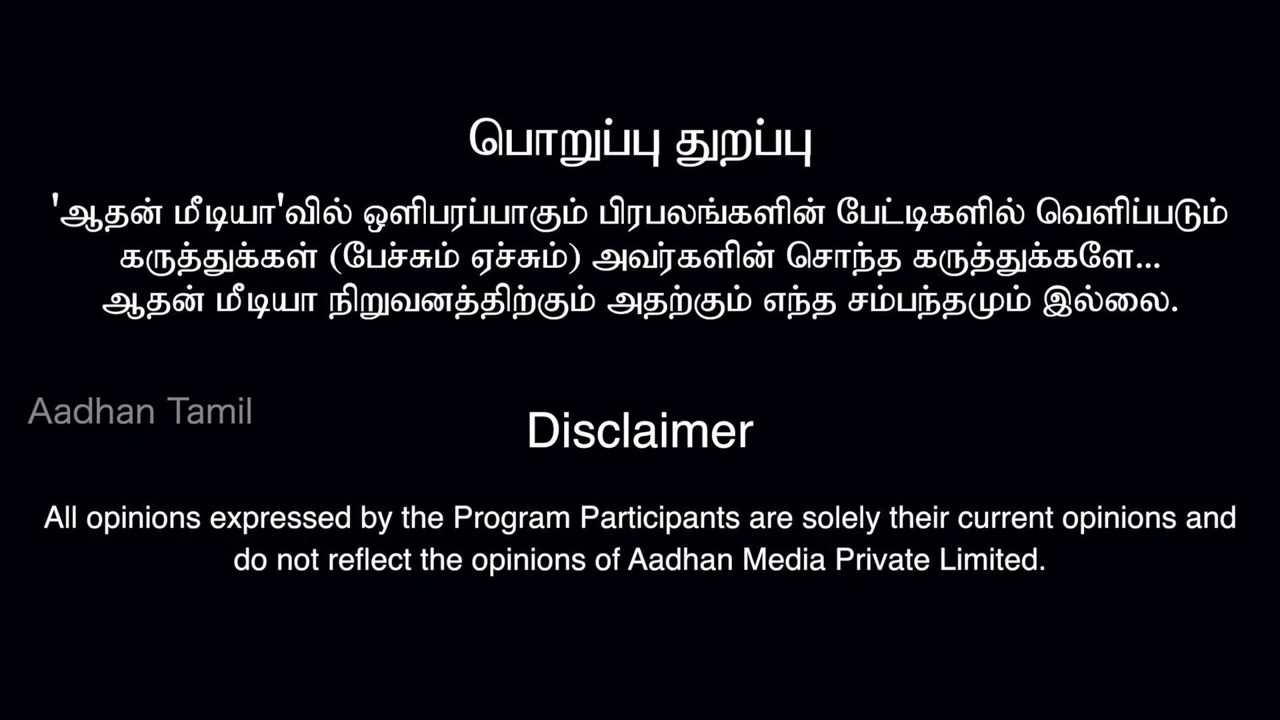 பொறுப்பு துறப்பு
'ஆதன் மீடியா'வில் ஒளிபரப்பாகும் பிரபலங்களின் பேட்டிகளில் வெளிப்படும்
கருத்துக்கள் (பேச்சும் ஏச்சும்) அவர்களின் சொந்த கருத்துக்களே...
ஆதன் மீடியா நிறுவனத்திற்கும் அதற்கும் எந்த சம்பந்தமும் இல்லை.
Aadhan Tamil
Disclaimer
All opinions expressed by the Program Participants are solely their current opinions and
do not reflect the opinions of Aadhan Media Private Limited.